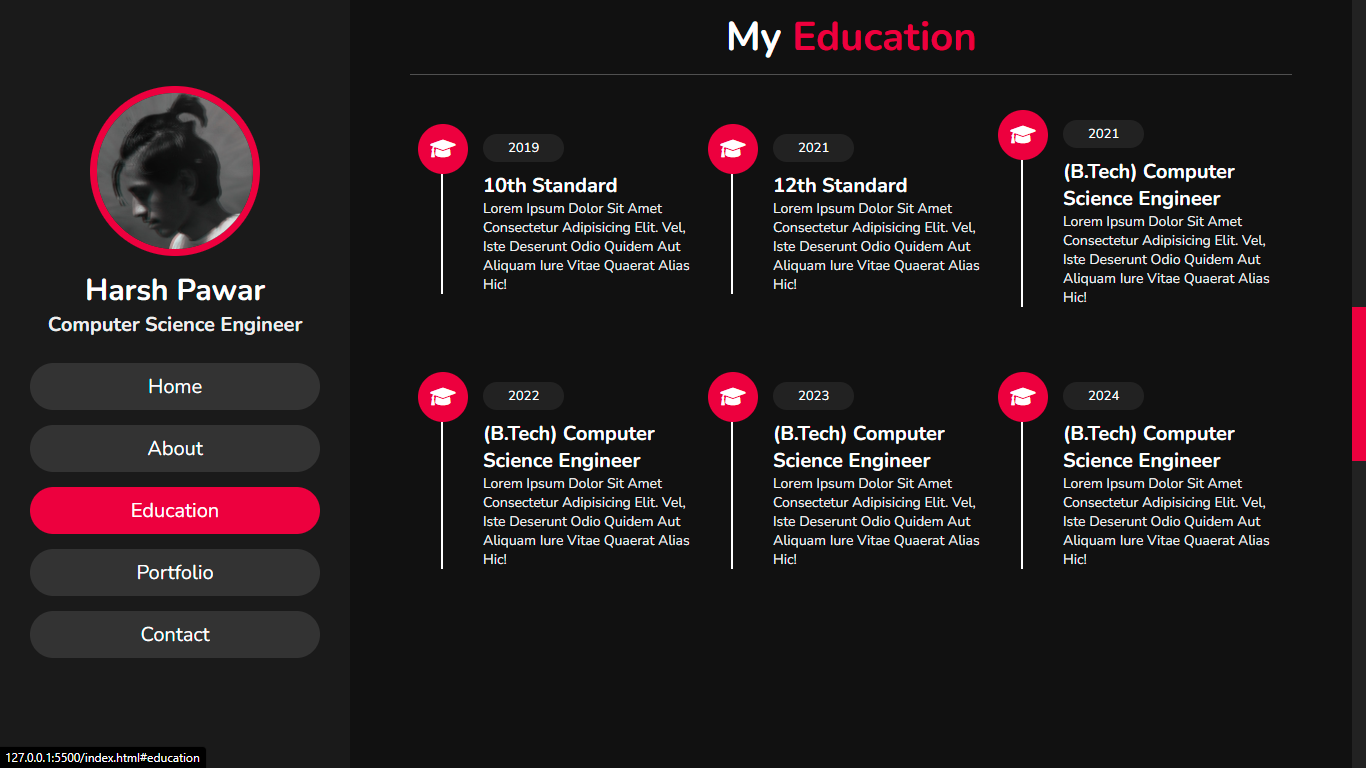 My Education
Harsh Pawar
Computer Science Engineer
Home
About
Education
Portfolio
Contact
2019
10th Standard
Lorem Ipsum Dolor Sit Amet
Consectetur Adipisicing Elit. Vel,
Iste Deserunt Odio Quidem Aut
Aliquam Iure Vitae Quaerat Alias
Hic!
2021
12th Standard
Lorem Ipsum Dolor Sit Amet
Consectetur Adipisicing Elit. Vel,
Iste Deserunt Odio Quidem Aut
Aliquam Iure Vitae Quaerat Alias
Hic!
2021
(B.Tech) Computer
Science Engineer
Lorem Ipsum Dolor Sit Amet
Consectetur Adipisicing Elit. Vel,
Iste Deserunt Odio Quidem Aut
Aliquam Iure Vitae Quaerat Alias
Hic!
2022
(B.Tech) Computer
Science Engineer
Lorem Ipsum Dolor Sit Amet
Consectetur Adipisicing Elit. Vel,
Iste Deserunt Odio Quidem Aut
Aliquam Iure Vitae Quaerat Alias
Hic!
2023
(B.Tech) Computer
Science Engineer
Lorem Ipsum Dolor Sit Amet
Consectetur Adipisicing Elit. Vel,
Iste Deserunt Odio Quidem Aut
Aliquam Iure Vitae Quaerat Alias
Hic!
2024
(B.Tech) Computer
Science Engineer
Lorem Ipsum Dolor Sit Amet
Consectetur Adipisicing Elit. Vel,
Iste Deserunt Odio Quidem Aut
Aliquam Iure Vitae Quaerat Alias
Hic!
127.0.0.1:5500/index.html#education